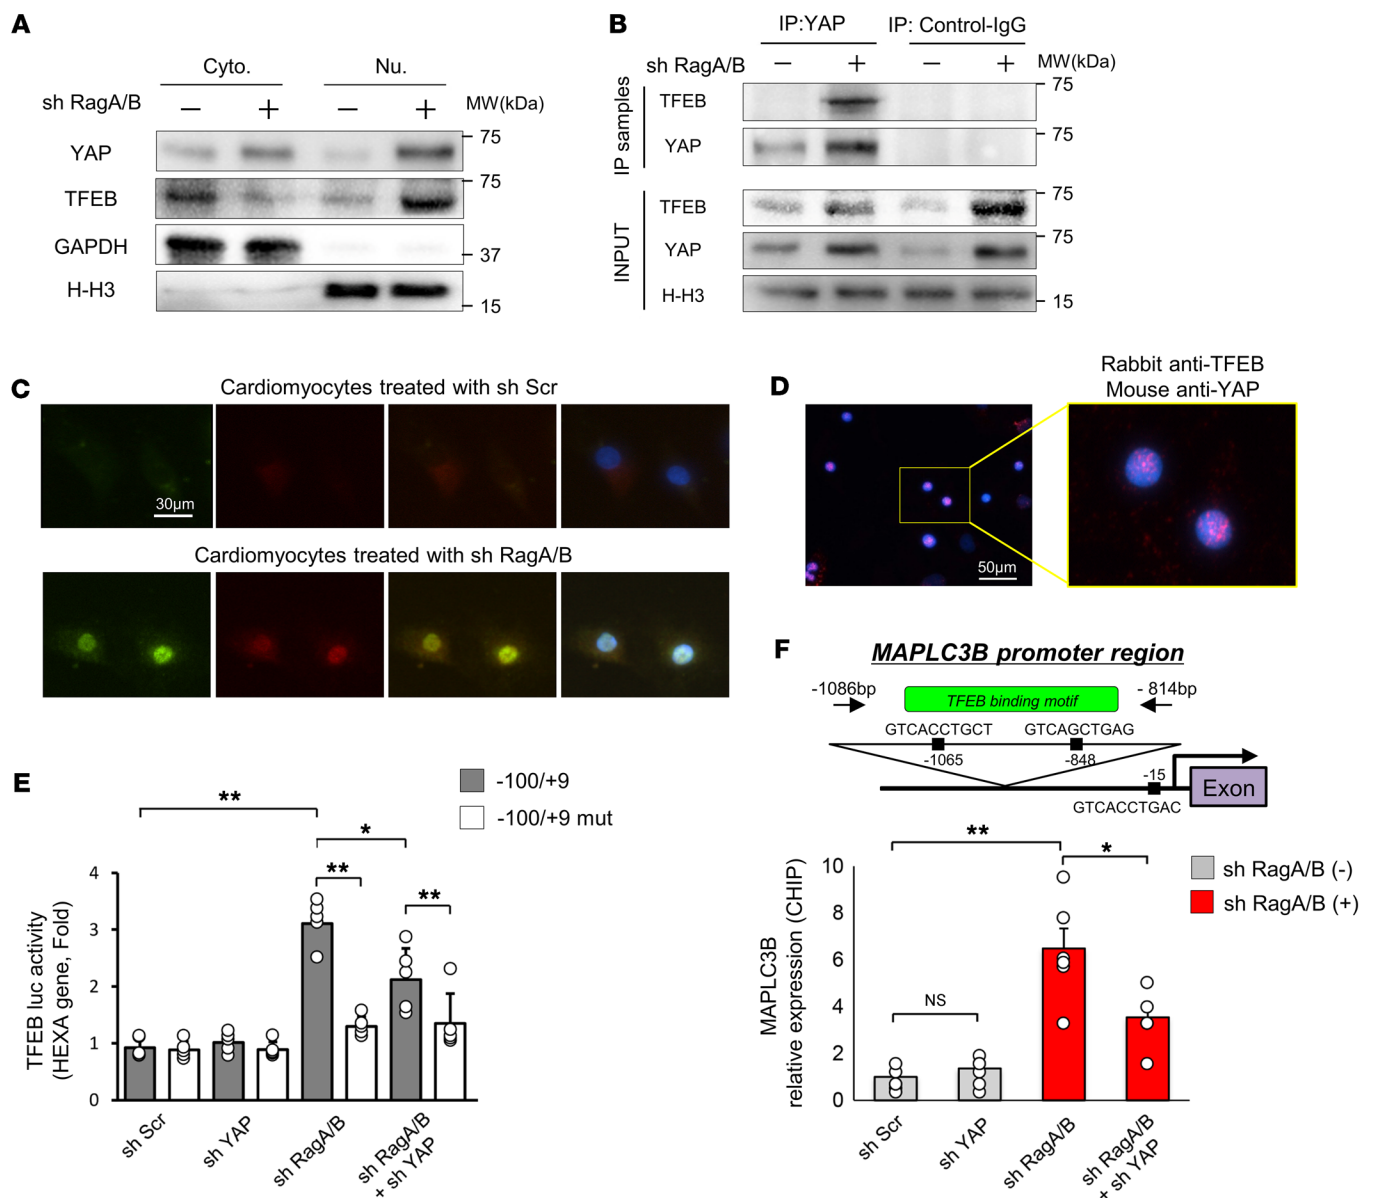 A
Cyto.
Nu.
sh RagA/B
−
+
−
+
MW(kDa)
YAP
75
TFEB
75
GAPDH
37
H-H3
15
B
IP:YAP
IP: Control-IgG
sh RagA/B
−
+
−
+
MW(kDa)
IP samples
TFEB
75
YAP
75
INPUT
TFEB
75
YAP
75
H-H3
15
C
Cardiomyocytes treated with sh Scr
30μm
Cardiomyocytes treated with sh RagA/B
D
Rabbit anti-TFEB
Mouse anti-YAP
50μm
E
-100/+9
-100/+9 mut
**
*
**
**
TFEB luc activity
(HEXA gene, Fold)
4
3
2
1
0
sh Scr
sh YAP
sh RagA/B
sh RagA/B
+ sh YAP
F
MAPLC3B promoter region
-1086bp
- 814bp
TFEB binding motif
GTCACCTGCT
GTCAGCTGAG
-1065
-848
-15
Exon
GTCACCTGAC
**
*
NS
sh RagA/B (-)
sh RagA/B (+)
MAPLC3B
relative expression (CHIP)
10
8
6
4
2
0
sh Scr
sh YAP
sh RagA/B
sh RagA/B
+ sh YAP